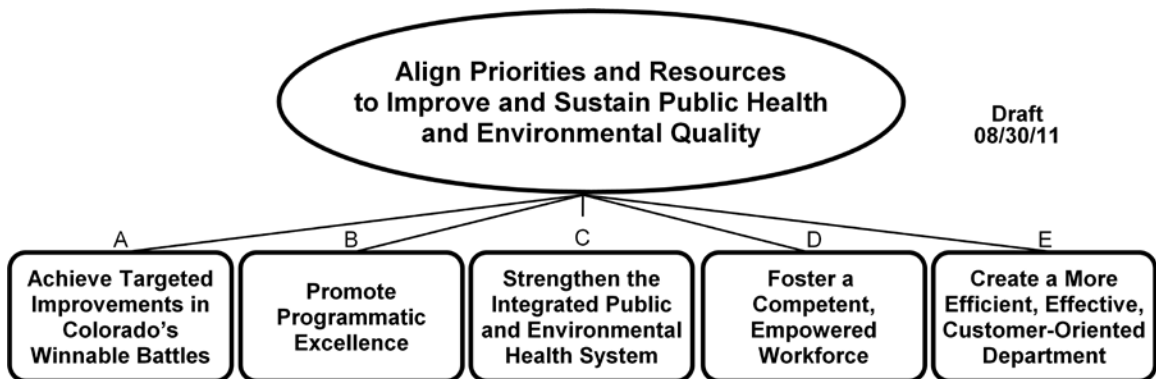 Align Priorities and Resources
to Improve and Sustain Public Health
and Environmental Quality
Draft
08/30/11
A
B
C
D
E
Achieve Targeted
Improvements in
Colorado's
Winnable Battles
Promote
Programmatic
Excellence
Strengthen the
Integrated Public
and Environmental
Health System
Foster a
Competent,
Empowered
Workforce
Create a More
Efficient, Effective,
Customer-Oriented
Department